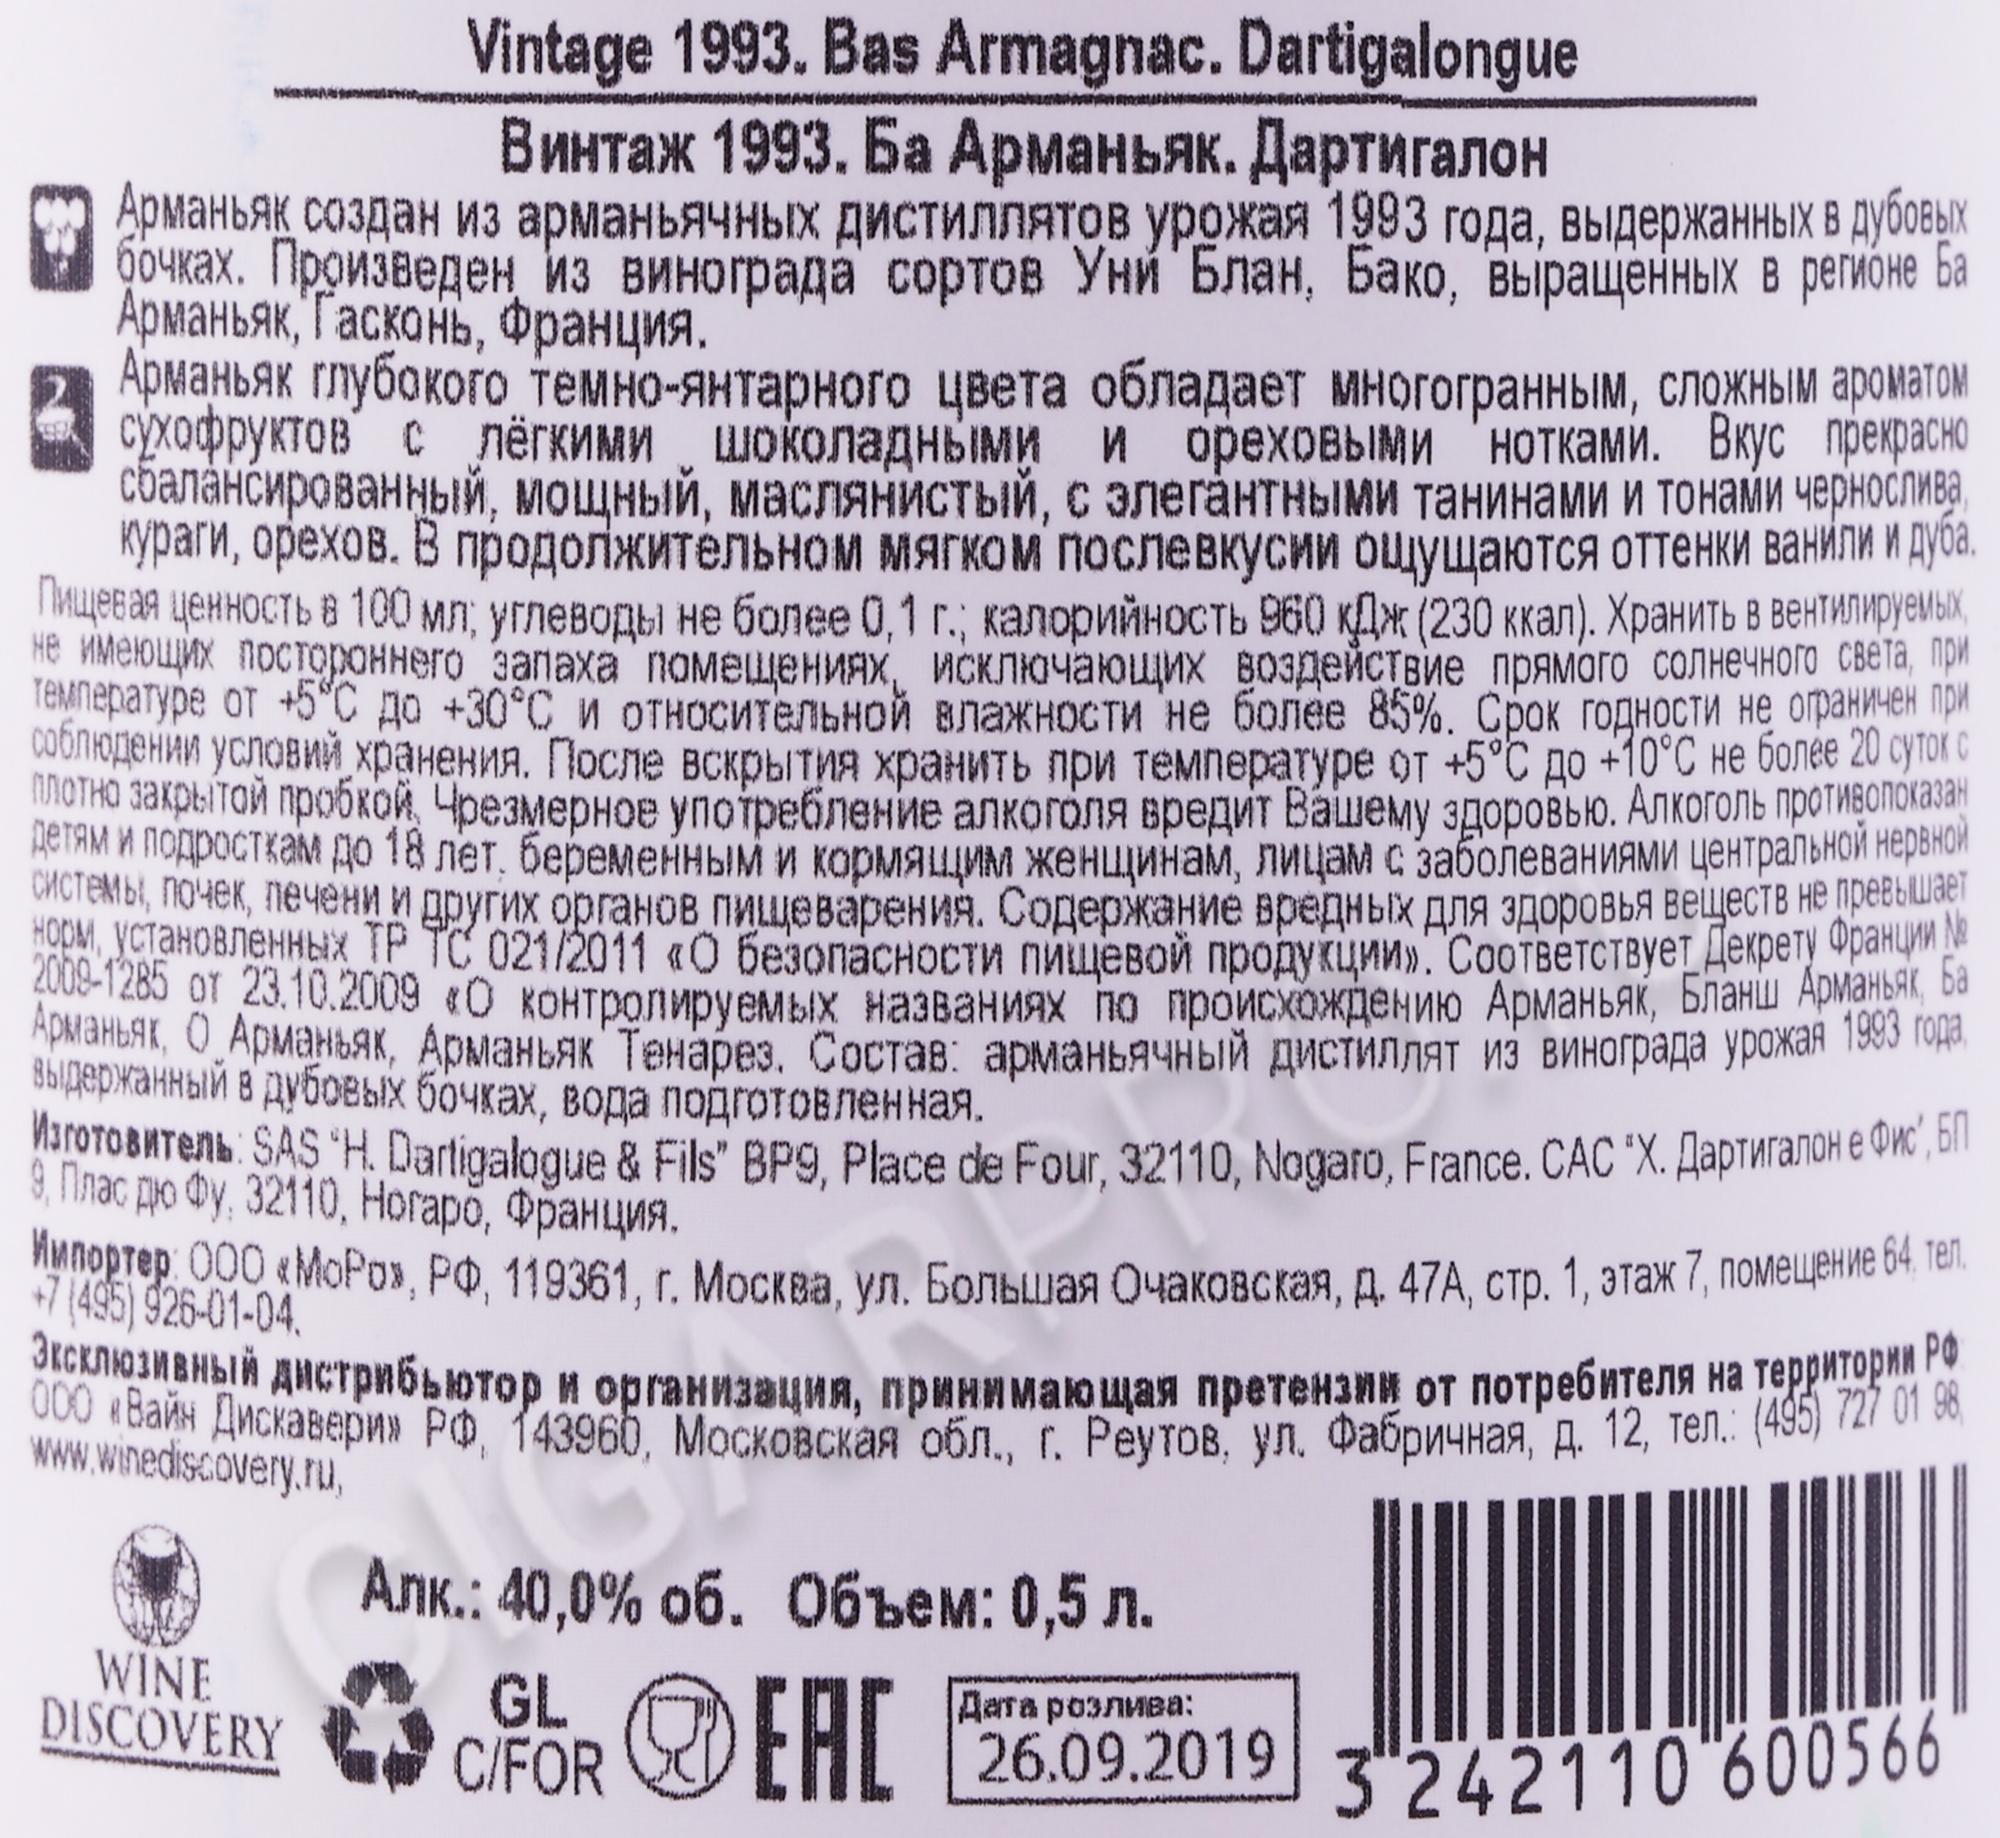 Vintage 1993. Bas Armagnac. Dartigalongue
Винтаж 1993. Ба Арманьяк. Дартигалон
Арманьяк создан из арманьячных дистиллятов урожая 1993 года, выдержанных в дубовых
бочках. Произведен из винограда сортов Уни Блан, Бако, выращенных в регионе Ба
Арманьяк, Гасконь, Франция.
Арманьяк глубокого темно-янтарного цвета обладает многогранным, сложным ароматом
сухофруктов с лёгкими шоколадными и ореховыми нотками. Вкус прекрасно
сбалансированный, мощный, маслянистый, с элегантными танинами и тонами чернослива,
кураги, орехов. В продолжительном мягком послевкусии ощущаются оттенки ванили и дуба.
Пищевая ценность в 100 мл; углеводы не более 0,1 г.; калорийность 960 кДж (230 ккал). Хранить в вентилируемых,
не имеющих постороннего запаха помещениях, исключающих воздействие прямого солнечного света, при
температуре от +5°С до +30°С и относительной влажности не более 85%. Срок годности не ограничен при
соблюдении условий хранения. После вскрытия хранить при температуре от +5°С до +10°С не более 20 суток с
плотно закрытой пробкой. Чрезмерное употребление алкоголя вредит Вашему здоровью. Алкоголь противопоказан
детям и подросткам до 18 лет, беременным и кормящим женщинам, лицам с заболеваниями центральной нервной
системы, почек, печени и других органов пищеварения. Содержание вредных для здоровья веществ не превышает
норм, установленных ТР ТС 021/2011 «О безопасности пищевой продукции». Соответствует Декрету Франции №
2009-1285 от 23.10.2009 «О контролируемых названиях по происхождению Арманьяк, Бланш Арманьяк, Ба
Арманьяк, О Арманьяк, Арманьяк Тенарез. Состав: арманьячный дистиллят из винограда урожая 1993 года,
выдержанный в дубовых бочках, вода подготовленная.
Изготовитель: SAS "H. Dartigalogue & Fils" BP9, Place de Four, 32110, Nogaro, France. САС "Х. Дартигалон е Фис", БП
9, Плас дю Фу, 32110, Ногаро, Франция.
Импортер: ООО «МоРо», РФ, 119361, г. Москва, ул. Большая Очаковская, д. 47А, стр. 1, этаж 7, помещение 64, тел.
+7 (495) 926-01-04.
Эксклюзивный дистрибьютор и организация, принимающая претензии от потребителя на территории РФ:
ООО «Вайн Дискавери» РФ, 143960, Московская обл., г. Реутов, ул. Фабричная, д. 12, тел.: (495) 727 01 98,
www.winediscovery.ru,
Алк.: 40,0% об. Объем: 0,5 л.
WINE
DISCOVERY
GL
C/FOR
EAC
Дата розлива:
26.09.2019
3 242110 600566
CIGARPRO.RU